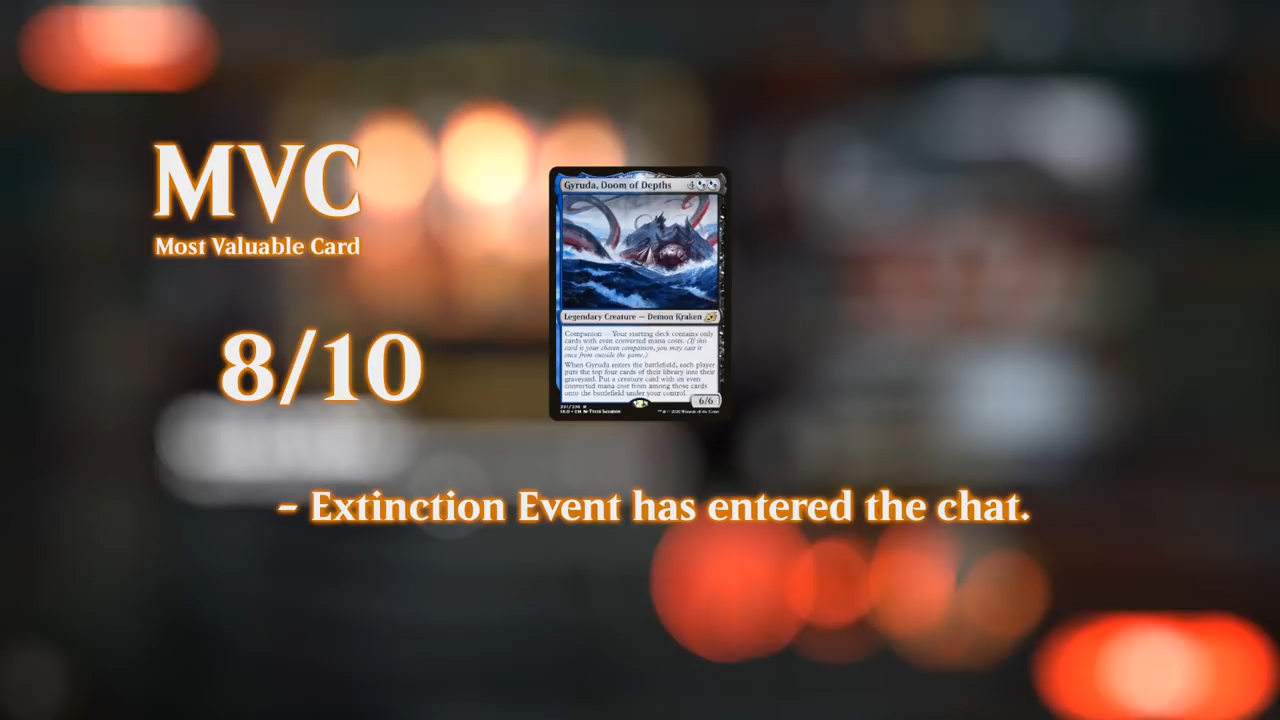 MVC
Most Valuable Card
8/10
Gyruda, Doom of Depths 4
Legendary Creature — Demon Kraken
Companion — Your starting deck contains only
cards with even converted mana costs. (If this
card is your chosen companion, you may cast it
once from outside the game.)
When Gyruda enters the battlefield, each player
puts the top four cards of their library into their
graveyard. Put a creature card with an even
converted mana cost from among those cards
onto the battlefield under your control.
6/6
– Extinction Event has entered the chat.